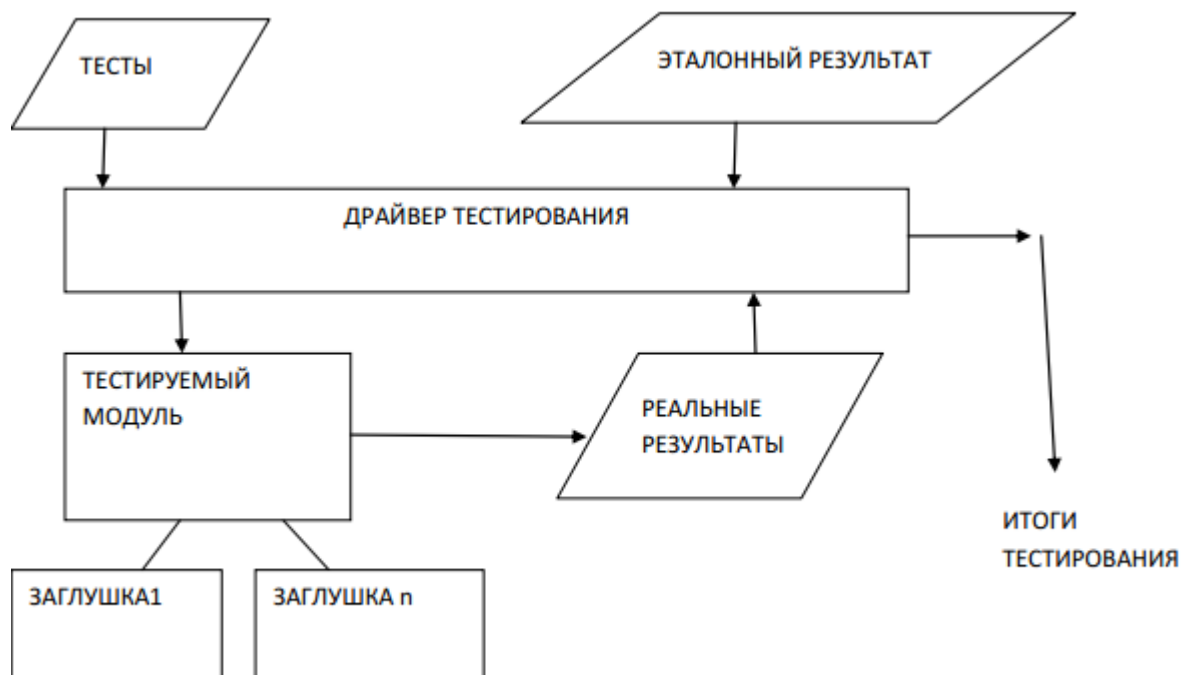 ТЕСТЫ
ЭТАЛОННЫЙ РЕЗУЛЬТАТ
ДРАЙВЕР ТЕСТИРОВАНИЯ
ТЕСТИРУЕМЫЙ
МОДУЛЬ
РЕАЛЬНЫЕ
РЕЗУЛЬТАТЫ
ИТОГИ
ТЕСТИРОВАНИЯ
ЗАГЛУШКА1
ЗАГЛУШКА n